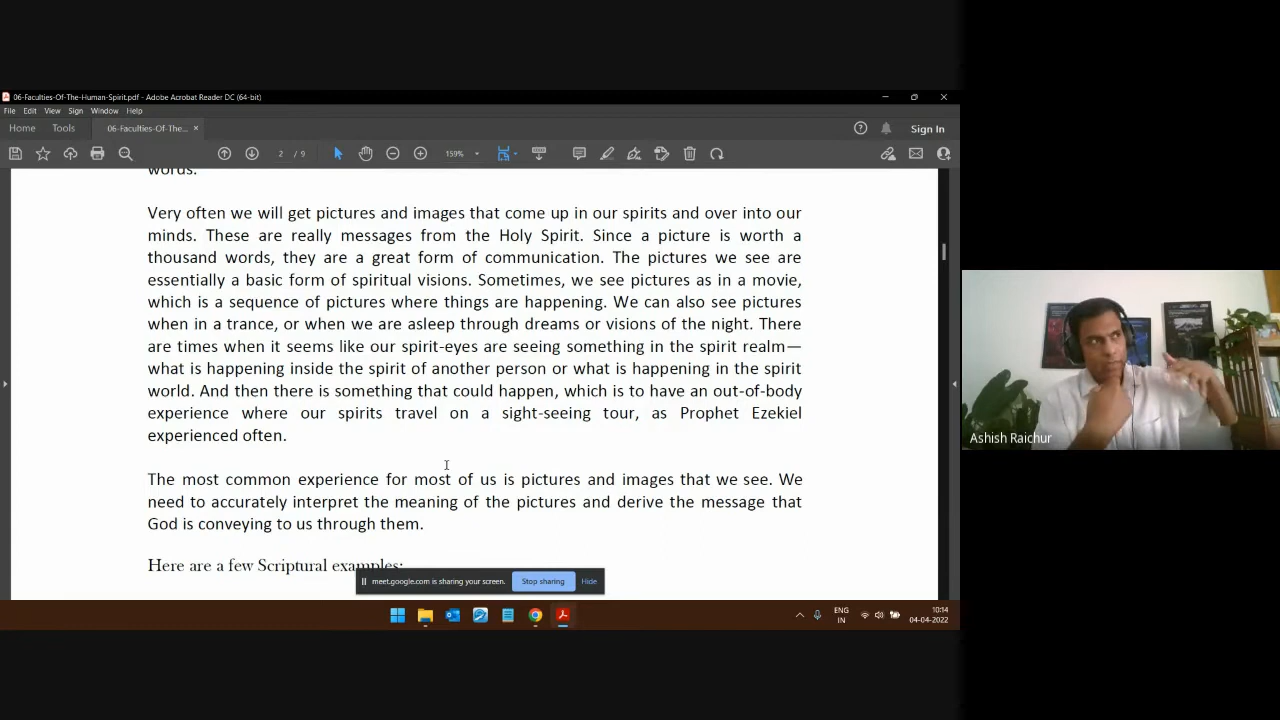 06-Faculties-Of-The-Human-Spirit.pdf - Adobe Acrobat Reader DC (64-bit)
File Edit View Sign Window Help
Home Tools 06-Faculties-Of-The... ×
Sign In
2 / 9
159%
words.
Very often we will get pictures and images that come up in our spirits and over into our
minds. These are really messages from the Holy Spirit. Since a picture is worth a
thousand words, they are a great form of communication. The pictures we see are
essentially a basic form of spiritual visions. Sometimes, we see pictures as in a movie,
which is a sequence of pictures where things are happening. We can also see pictures
when in a trance, or when we are asleep through dreams or visions of the night. There
are times when it seems like our spirit-eyes are seeing something in the spirit realm—
what is happening inside the spirit of another person or what is happening in the spirit
world. And then there is something that could happen, which is to have an out-of-body
experience where our spirits travel on a sight-seeing tour, as Prophet Ezekiel
experienced often.
The most common experience for most of us is pictures and images that we see. We
need to accurately interpret the meaning of the pictures and derive the message that
God is conveying to us through them.
Here are a few Scriptural examples:
meet.google.com is sharing your screen. Stop sharing Hide
ENG
IN
10:14
04-04-2022
Ashish Raichur